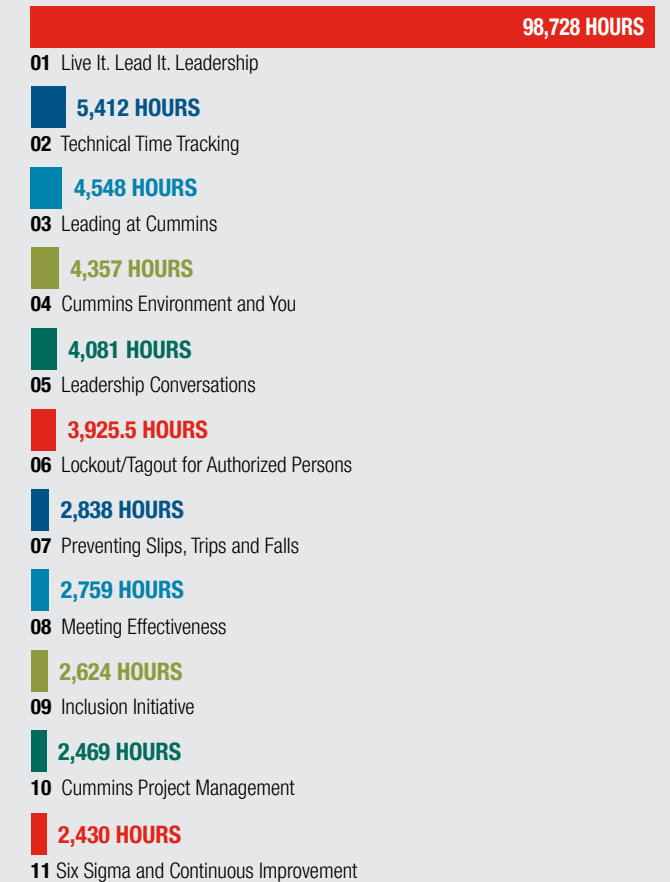 98,728 HOURS
01 Live It. Lead It. Leadership
5,412 HOURS
02 Technical Time Tracking
4,548 HOURS
03 Leading at Cummins
4,357 HOURS
04 Cummins Environment and You
4,081 HOURS
05 Leadership Conversations
3,925.5 HOURS
06 Lockout/Tagout for Authorized Persons
2,838 HOURS
07 Preventing Slips, Trips and Falls
2,759 HOURS
08 Meeting Effectiveness
2,624 HOURS
09 Inclusion Initiative
2,469 HOURS
10 Cummins Project Management
2,430 HOURS
11 Six Sigma and Continuous Improvement